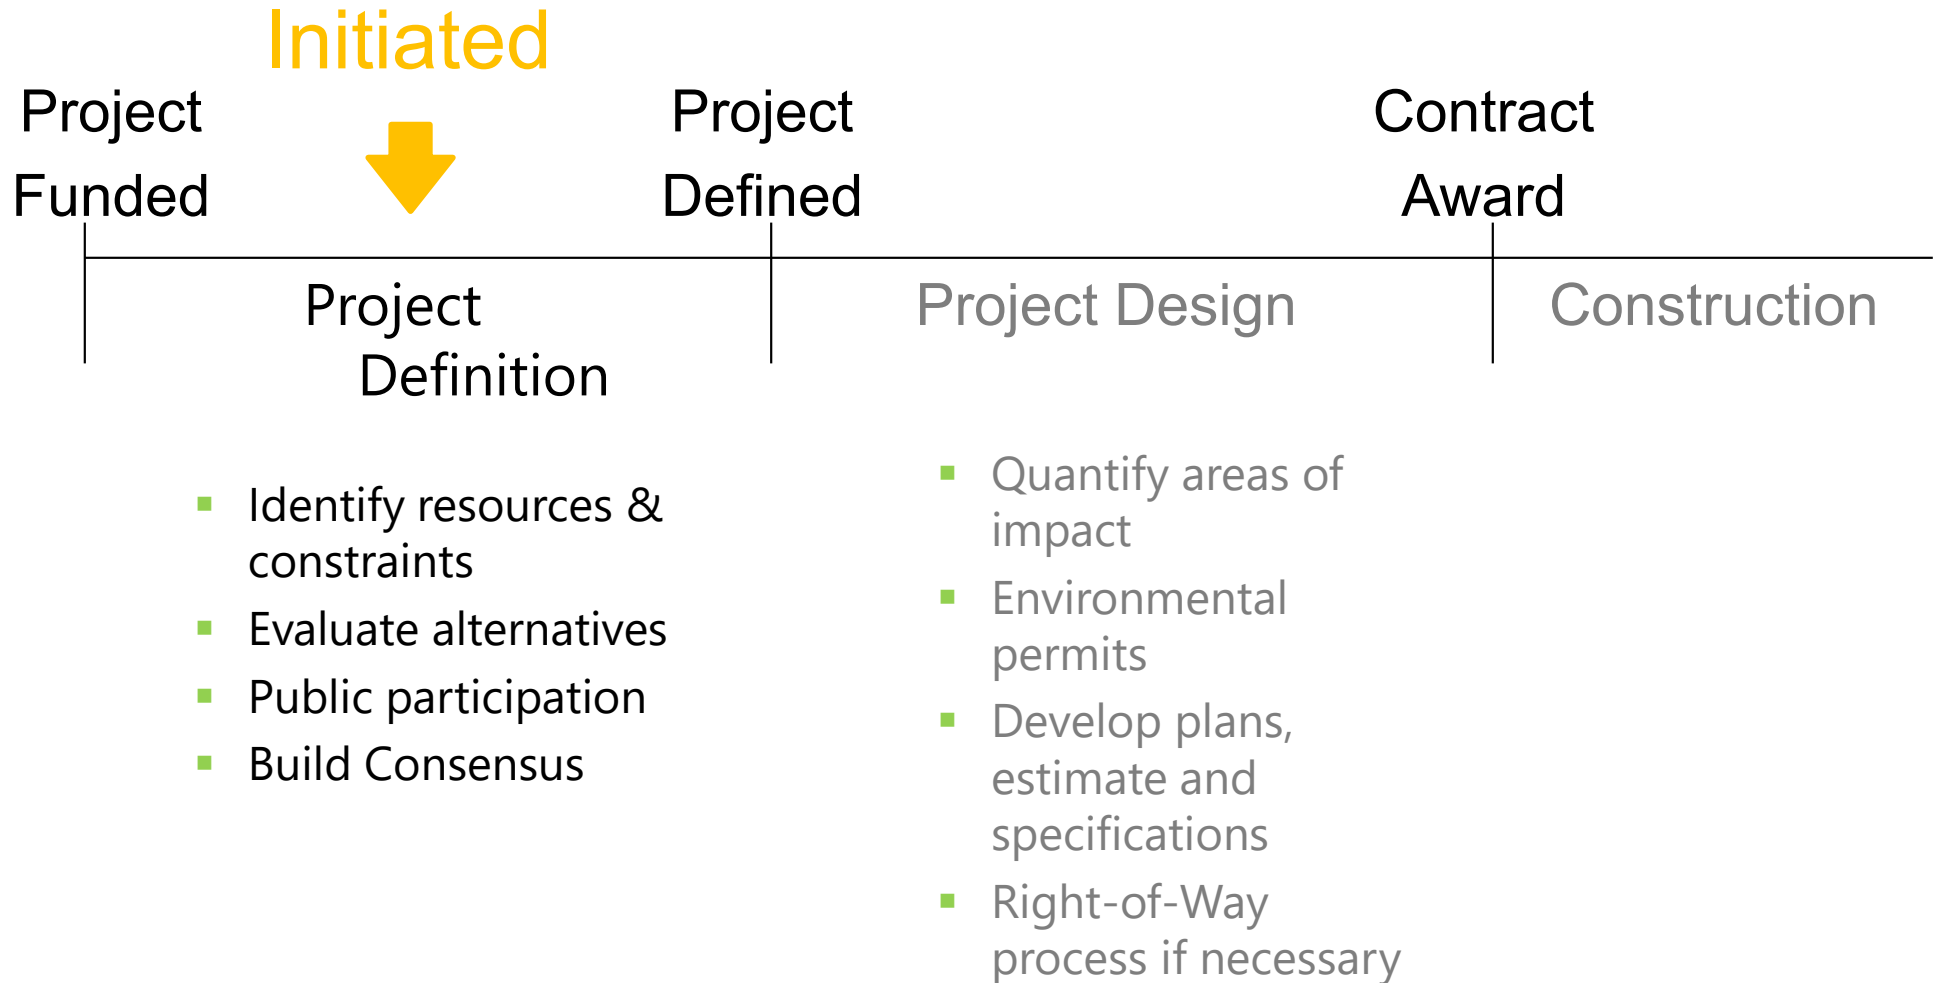 Initiated
Project
Funded
Project
Defined
Contract
Award
Project
Definition
Project Design
Construction
▪ Identify resources &
constraints
▪ Evaluate alternatives
▪ Public participation
▪ Build Consensus
▪ Quantify areas of
impact
▪ Environmental
permits
▪ Develop plans,
estimate and
specifications
▪ Right-of-Way
process if necessary